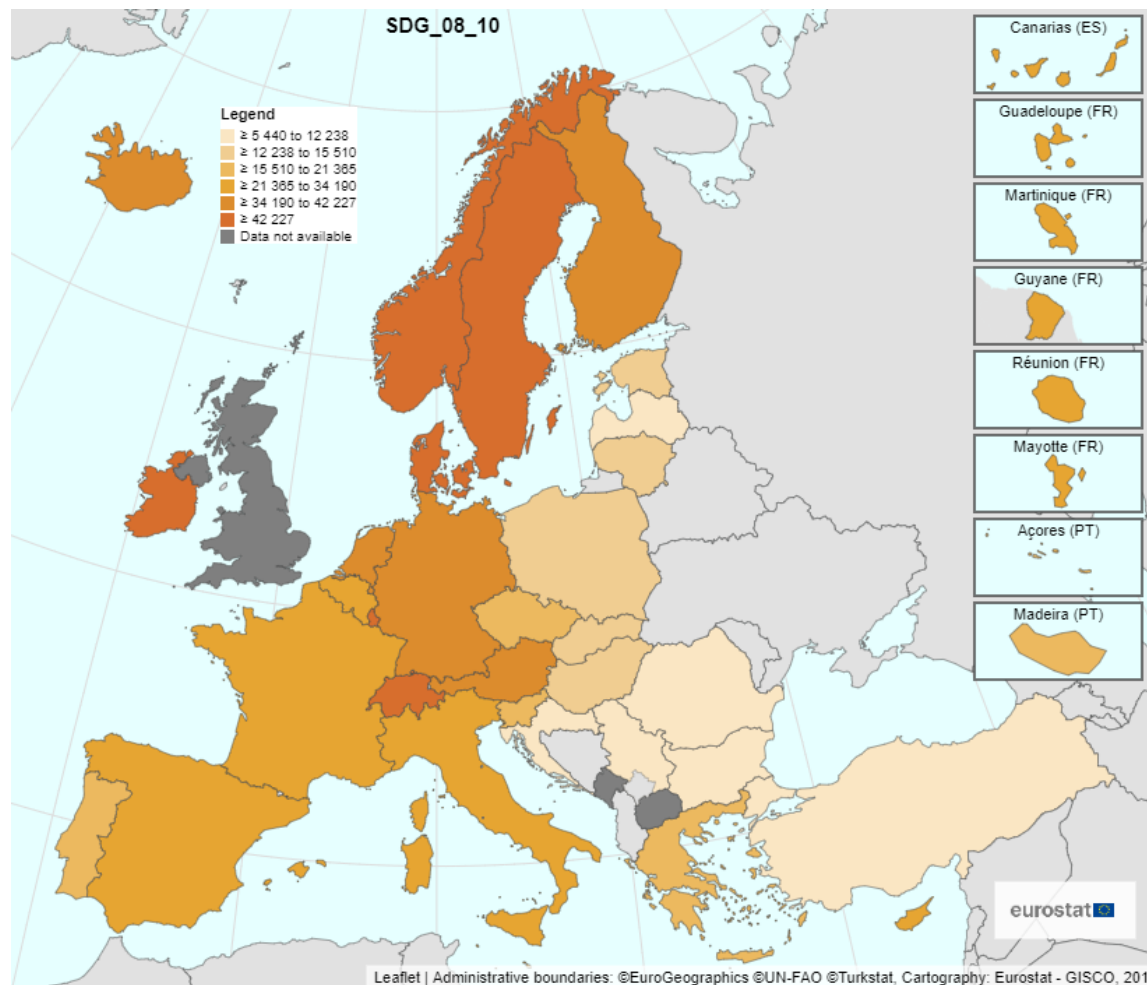 SDG_08_10
Legend
≥ 5 440 to 12 238
≥ 12 238 to 15 510
≥ 15 510 to 21 365
≥ 21 365 to 34 190
≥ 34 190 to 42 227
≥ 42 227
Data not available
Canarias (ES)
Guadeloupe (FR)
Martinique (FR)
Guyane (FR)
Réunion (FR)
Mayotte (FR)
Açores (PT)
Madeira (PT)
eurostat
Leaflet | Administrative boundaries: ©EuroGeographics ©UN-FAO ©Turkstat, Cartography: Eurostat - GISCO, 201